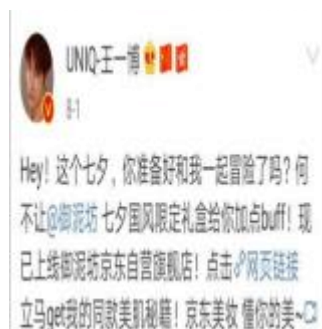 UNIQ-王一博
8-1
Hey！这个七夕，你准备好和我一起冒险了吗？何
不让@御泥坊 七夕国风限定礼盒给你加点buff！现
已上线御泥坊京东自营旗舰店！点击网页链接
立马get我的同款美肌秘籍！京东美妆 懂你的美~